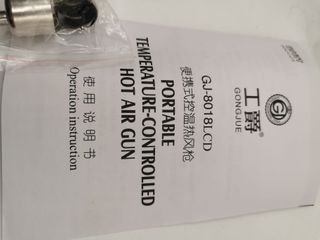 工爵®
GONGJUE
GJ-8018LCD
便携式控温热风枪
PORTABLE
TEMPERATURE-CONTROLLED
HOT AIR GUN
使用说明书
Operation instruction